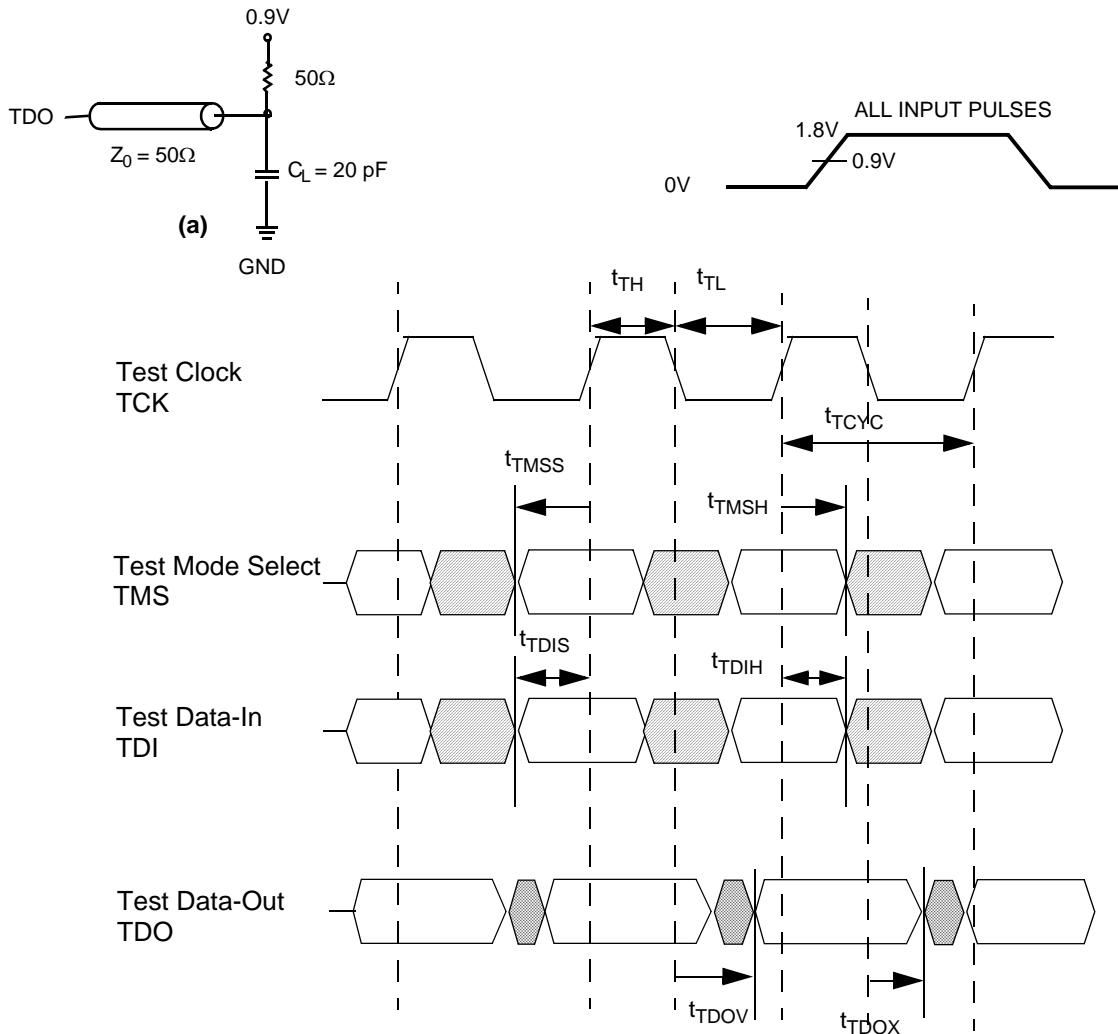 0.9V
50Ω
TDO
Z0 = 50Ω
CL = 20 pF
(a)
GND
ALL INPUT PULSES
1.8V
0.9V
0V
tTH
tTL
Test Clock
TCK
tTCYC
tTMSS
tTMSH
Test Mode Select
TMS
tTDIS
tTDIH
Test Data-In
TDI
Test Data-Out
TDO
tTDOV
tTDOX